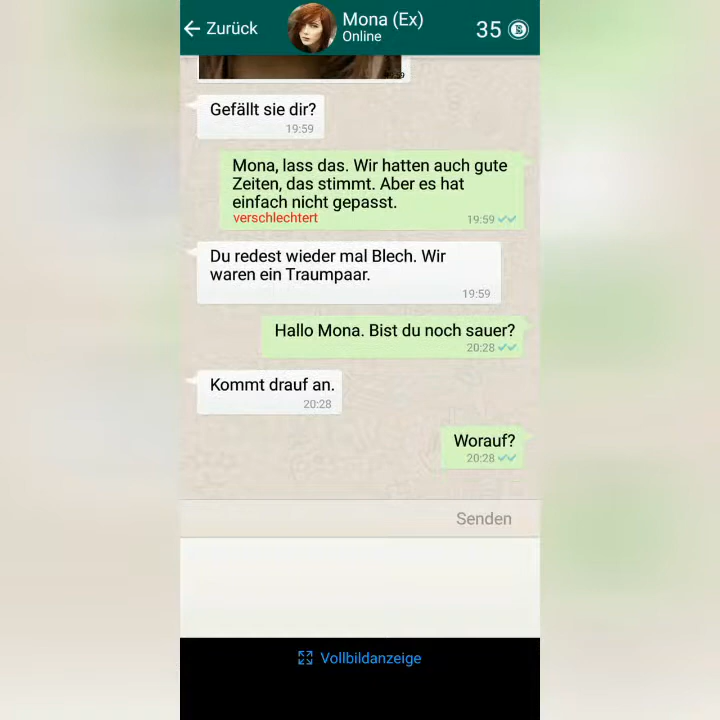 Zurück
Mona (Ex)
Online
35
Gefällt sie dir?
19:59
Mona, lass das. Wir hatten auch gute
Zeiten, das stimmt. Aber es hat
einfach nicht gepasst.
verschlechtert
19:59
Du redest wieder mal Blech. Wir
waren ein Traumpaar.
19:59
Hallo Mona. Bist du noch sauer?
20:28
Kommt drauf an.
20:28
Worauf?
20:28
Senden
Vollbildanzeige